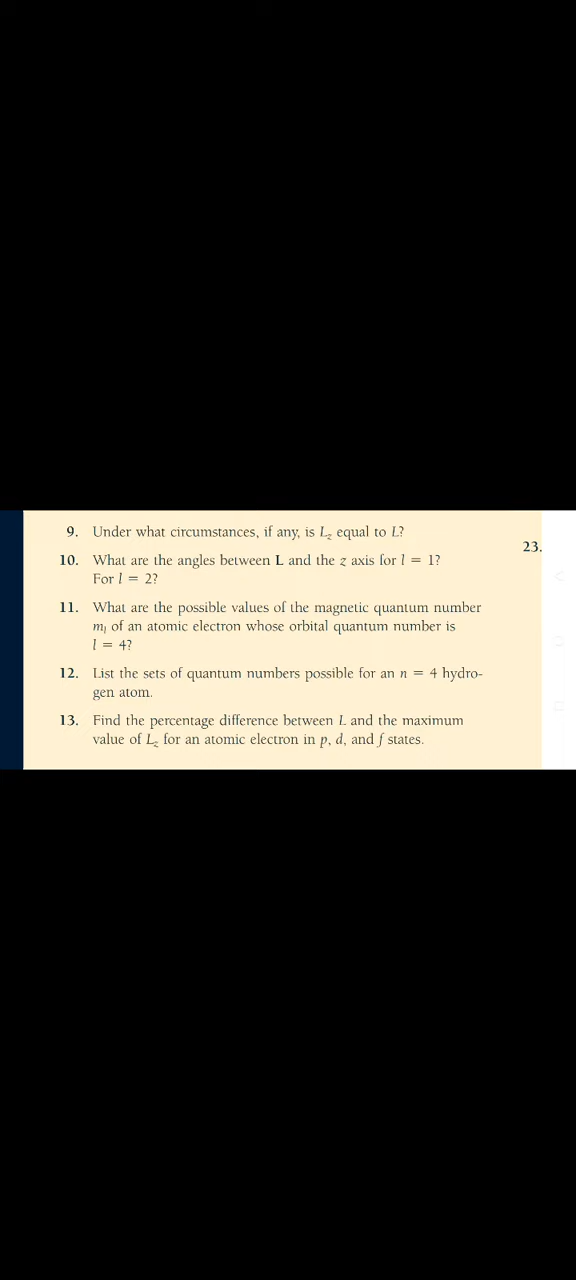 9. Under what circumstances, if any, is L_z equal to L?
23.
10. What are the angles between L and the z axis for l = 1?
For l = 2?
11. What are the possible values of the magnetic quantum number
m_l of an atomic electron whose orbital quantum number is
l = 4?
12. List the sets of quantum numbers possible for an n = 4 hydro-
gen atom.
13. Find the percentage difference between L and the maximum
value of L_z for an atomic electron in p, d, and f states.